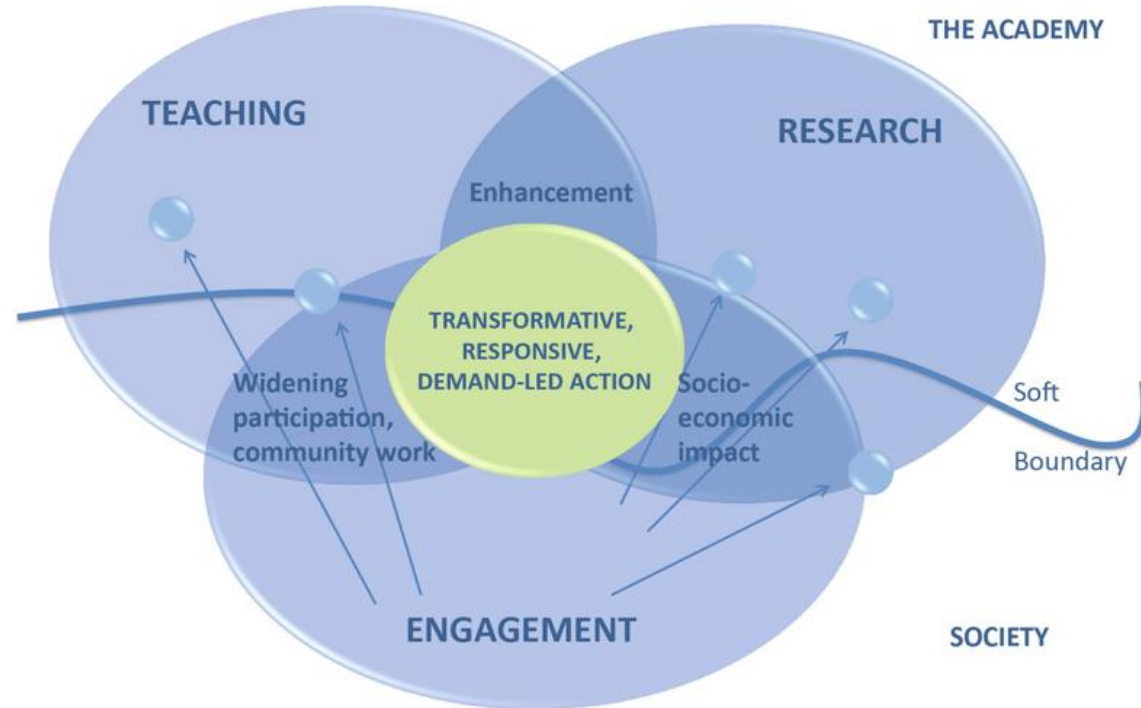 THE ACADEMY
TEACHING
RESEARCH
Enhancement
TRANSFORMATIVE,
RESPONSIVE,
DEMAND-LED ACTION
Widening
participation,
community work
Socio-
economic
impact
Soft
Boundary
ENGAGEMENT
SOCIETY